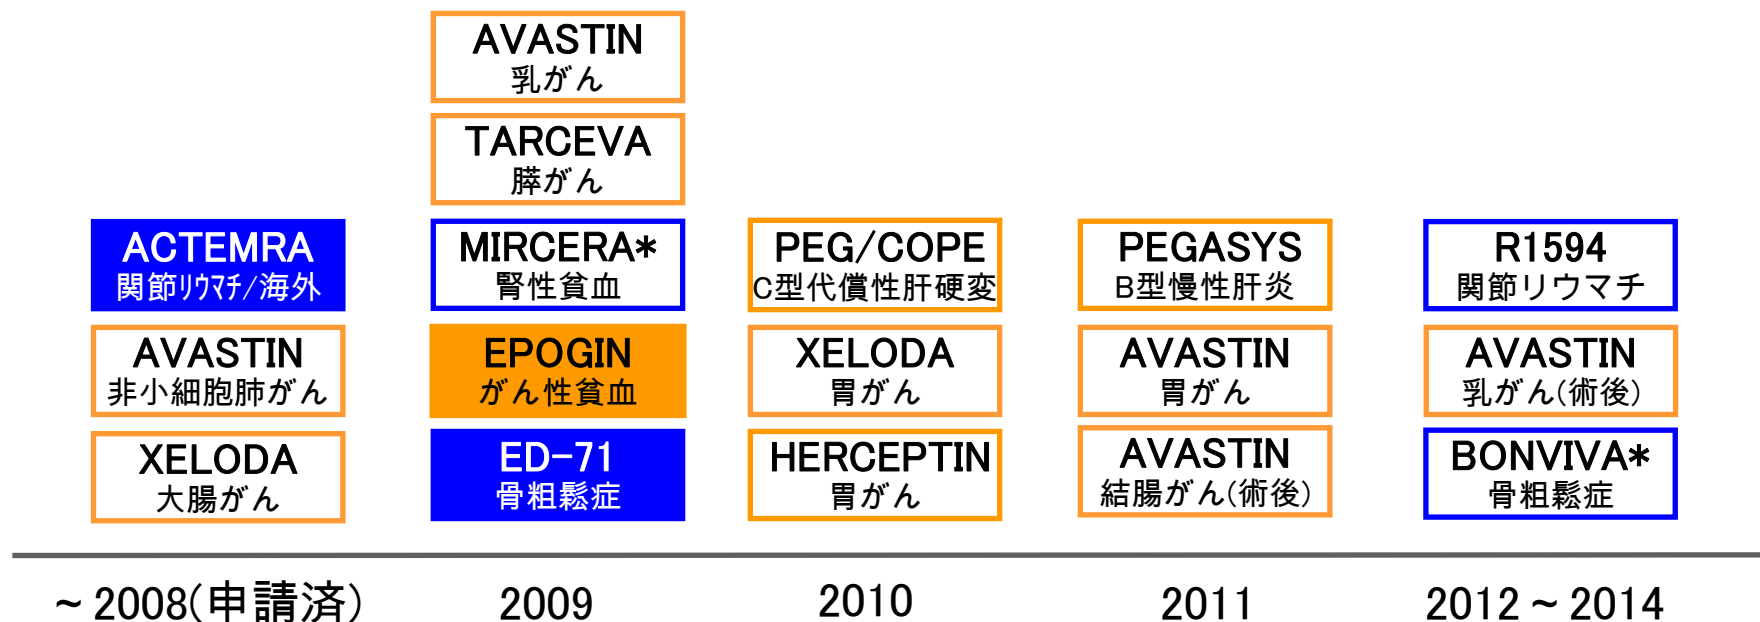 AVASTIN
乳がん
TARCEVA
膵がん
ACTEMRA
関節ﾘｳﾏﾁ/海外
MIRCERA*
腎性貧血
PEG/COPE
C型代償性肝硬変
PEGASYS
B型慢性肝炎
R1594
関節リウマチ
AVASTIN
非小細胞肺がん
EPOGIN
がん性貧血
XELODA
胃がん
AVASTIN
胃がん
AVASTIN
乳がん(術後)
XELODA
大腸がん
ED-71
骨粗鬆症
HERCEPTIN
胃がん
AVASTIN
結腸がん(術後)
BONVIVA*
骨粗鬆症
~2008(申請済)
2009
2010
2011
2012~2014